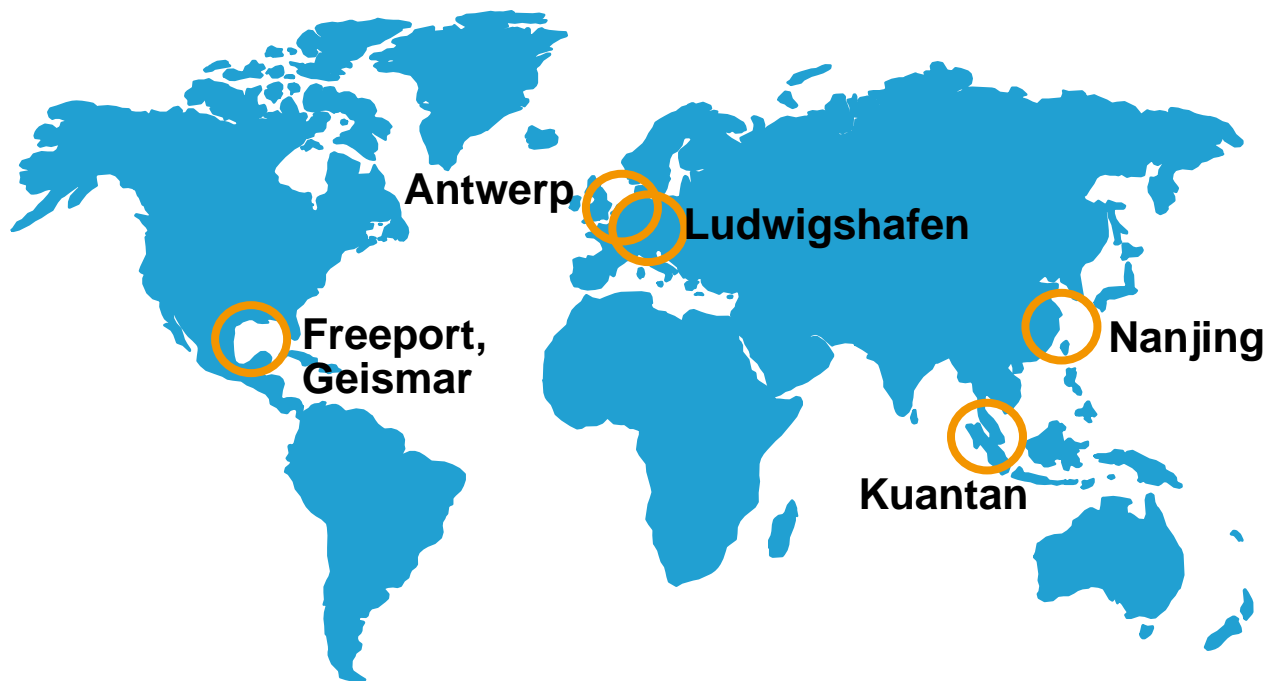 Antwerp
Ludwigshafen
Freeport,
Geismar
Nanjing
Kuantan